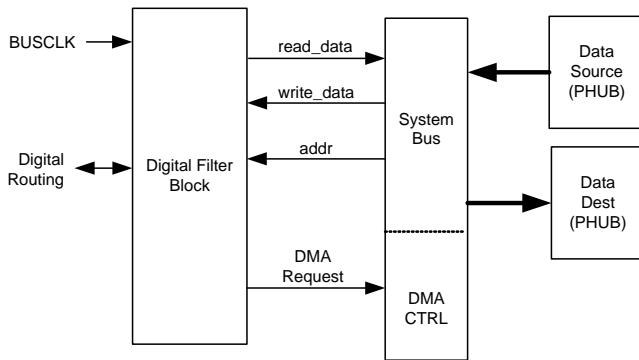 BUSCLK
Digital
Routing
Digital Filter
Block
read_data
write_data
addr
DMA
Request
System
Bus
DMA
CTRL
Data
Source
(PHUB)
Data
Dest
(PHUB)